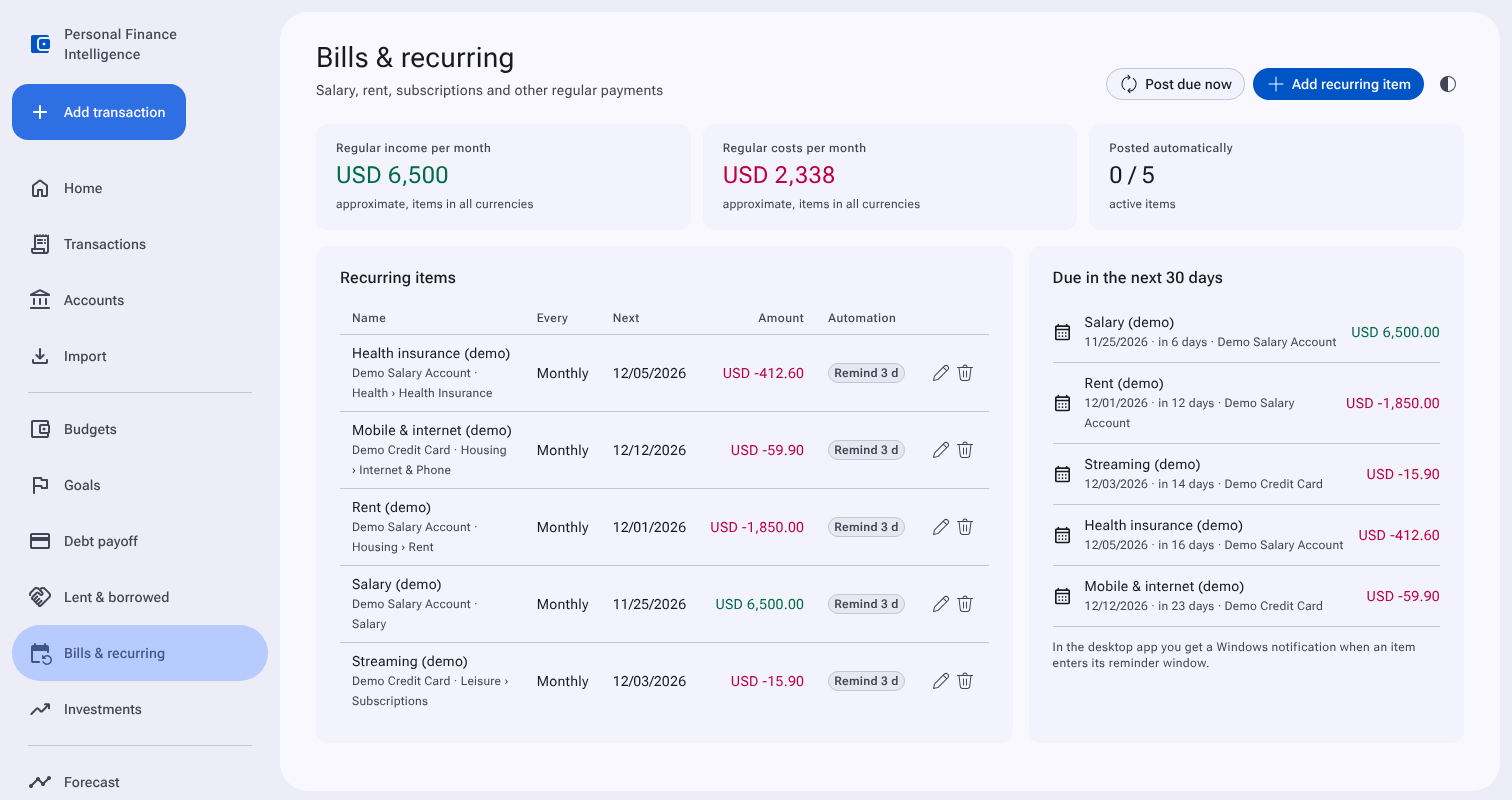 Personal Finance
Intelligence
Add transaction
Home
Transactions
Accounts
Import
Budgets
Goals
Debt payoff
Lent & borrowed
Bills & recurring
Investments
Forecast
Bills & recurring
Salary, rent, subscriptions and other regular payments
Post due now
Add recurring item
Regular income per month
USD 6,500
approximate, items in all currencies
Regular costs per month
USD 2,338
approximate, items in all currencies
Posted automatically
0 / 5
active items
Recurring items
Name Every Next Amount Automation
Health insurance (demo)
Demo Salary Account ·
Health › Health Insurance
Monthly 12/05/2026 USD -412.60 Remind 3 d
Mobile & internet (demo)
Demo Credit Card · Housing
› Internet & Phone
Monthly 12/12/2026 USD -59.90 Remind 3 d
Rent (demo)
Demo Salary Account ·
Housing › Rent
Monthly 12/01/2026 USD -1,850.00 Remind 3 d
Salary (demo)
Demo Salary Account ·
Salary
Monthly 11/25/2026 USD 6,500.00 Remind 3 d
Streaming (demo)
Demo Credit Card · Leisure ›
Subscriptions
Monthly 12/03/2026 USD -15.90 Remind 3 d
Due in the next 30 days
Salary (demo)
11/25/2026 · in 6 days · Demo Salary Account
USD 6,500.00
Rent (demo)
12/01/2026 · in 12 days · Demo Salary
Account
USD -1,850.00
Streaming (demo)
12/03/2026 · in 14 days · Demo Credit Card
USD -15.90
Health insurance (demo)
12/05/2026 · in 16 days · Demo Salary Account
USD -412.60
Mobile & internet (demo)
12/12/2026 · in 23 days · Demo Credit Card
USD -59.90
In the desktop app you get a Windows notification when an item
enters its reminder window.